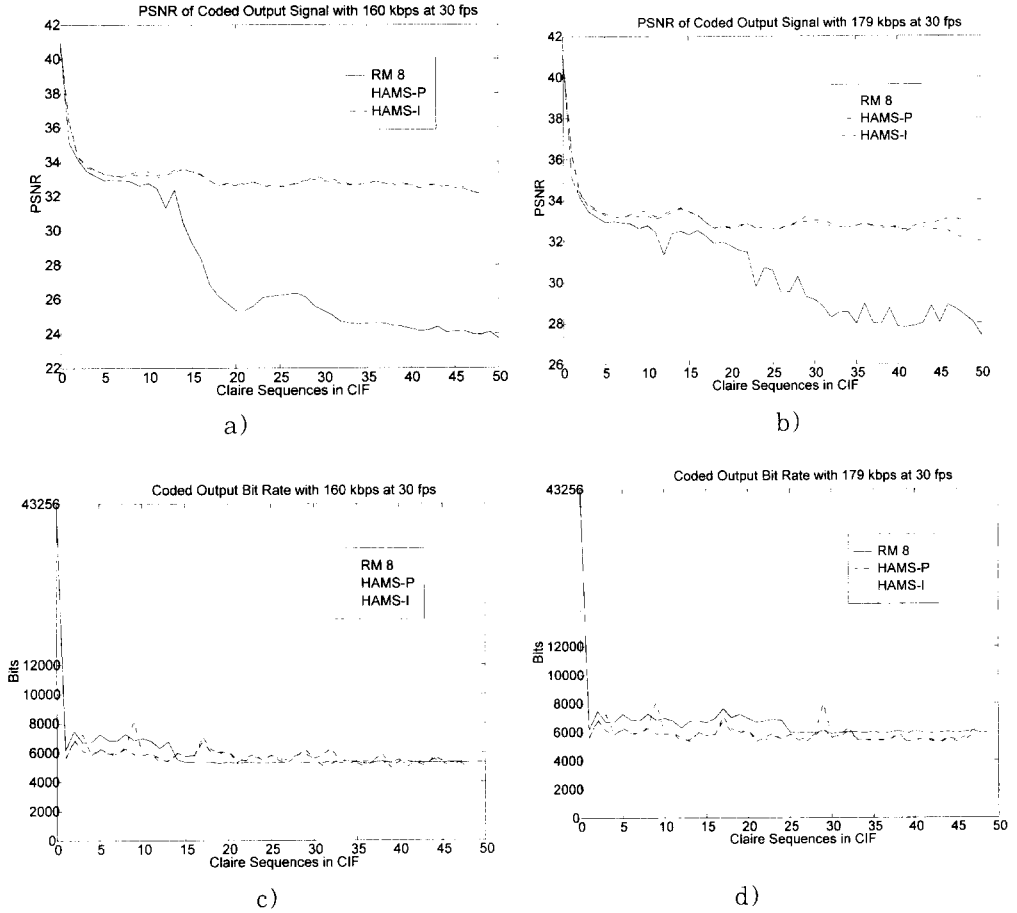 PSNR of Coded Output Signal with 160 kbps at 30 fps
42
40
38
36
34
32
30
28
26
24
22
PSNR
RM 8
HAMS-P
HAMS-I
0 5 10 15 20 25 30 35 40 45 50
Claire Sequences in CIF
a)
PSNR of Coded Output Signal with 179 kbps at 30 fps
42
40
38
36
34
32
30
28
26
PSNR
RM 8
HAMS-P
HAMS-I
0 5 10 15 20 25 30 35 40 45 50
Claire Sequences in CIF
b)
Coded Output Bit Rate with 160 kbps at 30 fps
43256
12000
10000
8000
6000
4000
2000
0
Bits
RM 8
HAMS-P
HAMS-I
0 5 10 15 20 25 30 35 40 45 50
Claire Sequences in CIF
c)
Coded Output Bit Rate with 179 kbps at 30 fps
43256
12000
10000
8000
6000
4000
2000
0
Bits
RM 8
HAMS-P
HAMS-I
0 5 10 15 20 25 30 35 40 45 50
Claire Sequences in CIF
d)